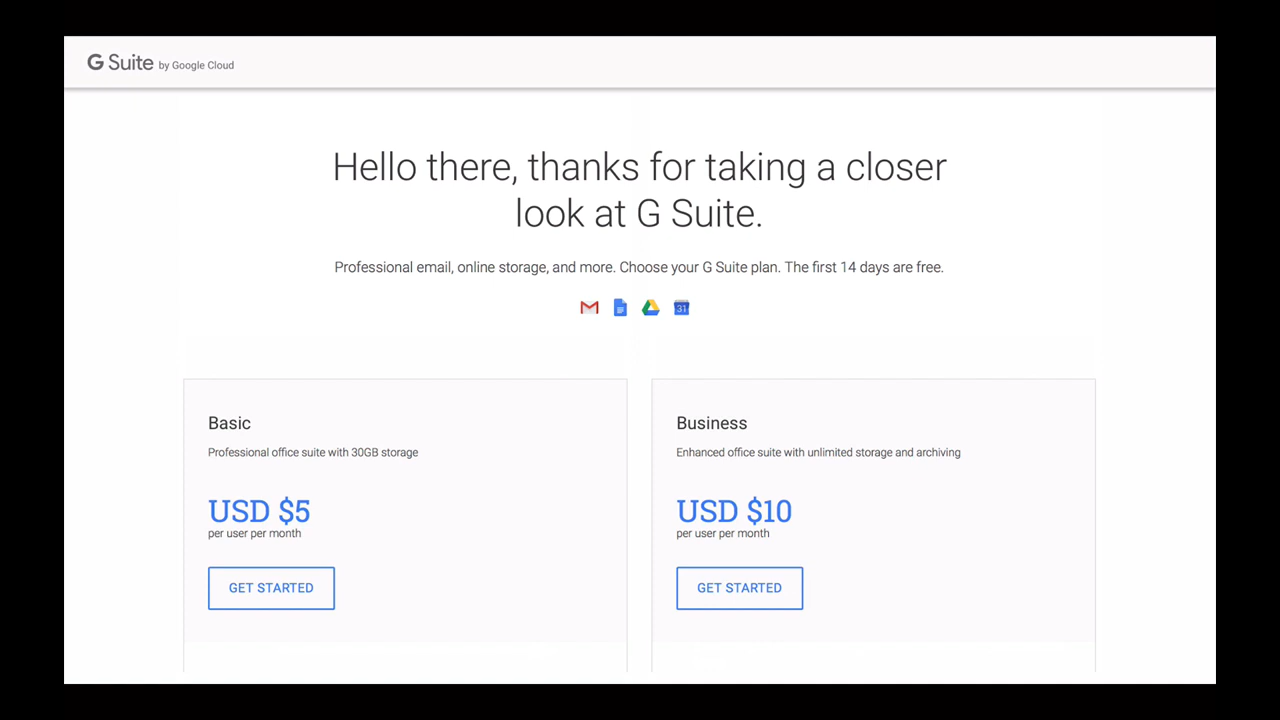 G Suite by Google Cloud
Hello there, thanks for taking a closer
look at G Suite.
Professional email, online storage, and more. Choose your G Suite plan. The first 14 days are free.
31
Basic
Professional office suite with 30GB storage
USD $5
per user per month
GET STARTED
Business
Enhanced office suite with unlimited storage and archiving
USD $10
per user per month
GET STARTED